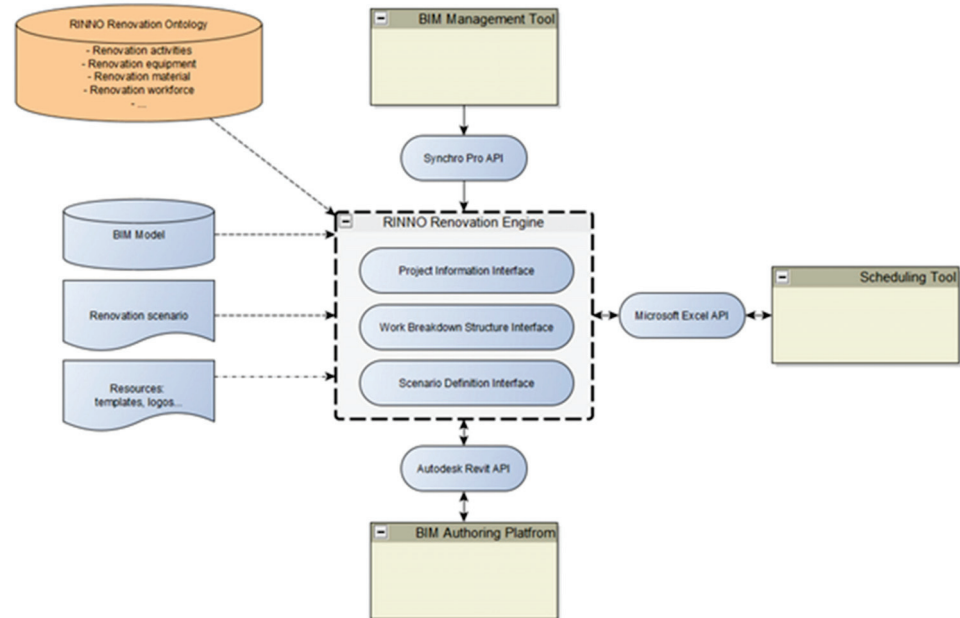 RINNO Renovation Ontology
- Renovation activities
- Renovation equipment
- Renovation material
- Renovation workforce
- ...
BIM Management Tool
Synchro Pro API
BIM Model
Renovation scenario
Resources:
templates, logos...
RINNO Renovation Engine
Project Information Interface
Work Breakdown Structure Interface
Scenario Definition Interface
Microsoft Excel API
Scheduling Tool
Autodesk Revit API
BIM Authoring Platfrom